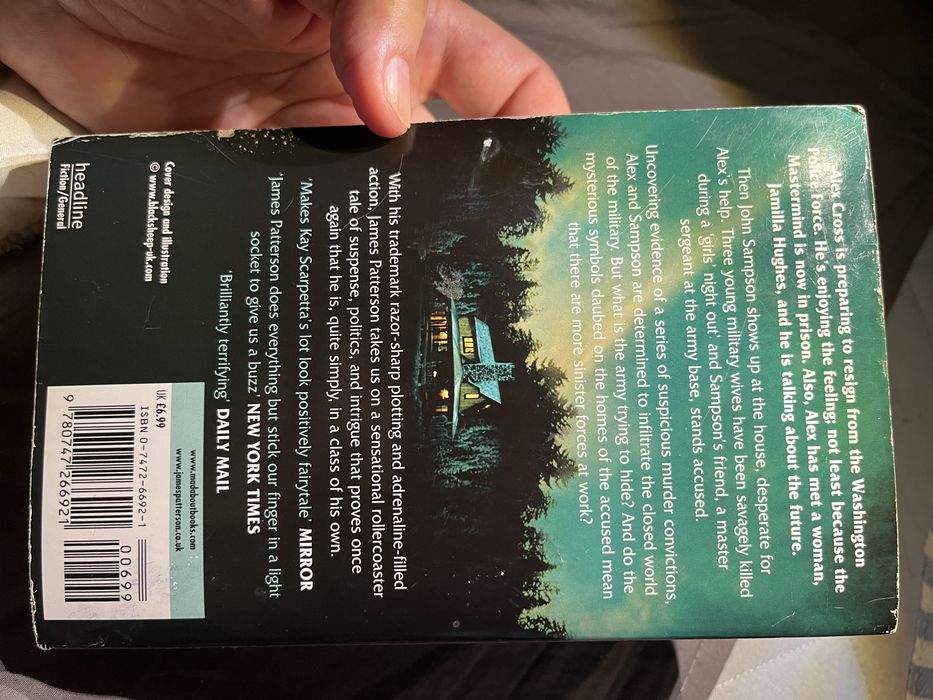 Alex Cross is preparing to resign from the Washington
Police Force. He's enjoying the feeling; not least because the
Mastermind is now in prison. Also, Alex has met a woman,
Jamilla Hughes, and he is talking about the future.
Then John Sampson shows up at the house, desperate for
Alex's help. Three young military wives have been savagely killed
during a 'girls' night out' and Sampson's friend, a master
sergeant at the army base, stands accused.
Uncovering evidence of a series of suspicious murder convictions,
Alex and Sampson are determined to infiltrate the closed world
of the military. But what is the army trying to hide? And do the
mysterious symbols daubed on the homes of the accused mean
that there are more sinister forces at work?
With his trademark razor-sharp plotting and adrenaline-filled
action, James Patterson takes us on a sensational rollercoaster
tale of suspense, politics, and intrigue that proves once
again that he is, quite simply, in a class of his own.
'Makes Kay Scarpetta's lot look positively fairytale' MIRROR
'James Patterson does everything but stick our finger in a light
socket to give us a buzz' NEW YORK TIMES
'Brilliantly terrifying' DAILY MAIL
Cover design and illustration
© www.blacksheep-uk.com
headline
Fiction/General
www.madaboutbooks.com
www.jamespatterson.co.uk
UK £6.99
ISBN 0-7472-6692-1
00699
9 780747 266921